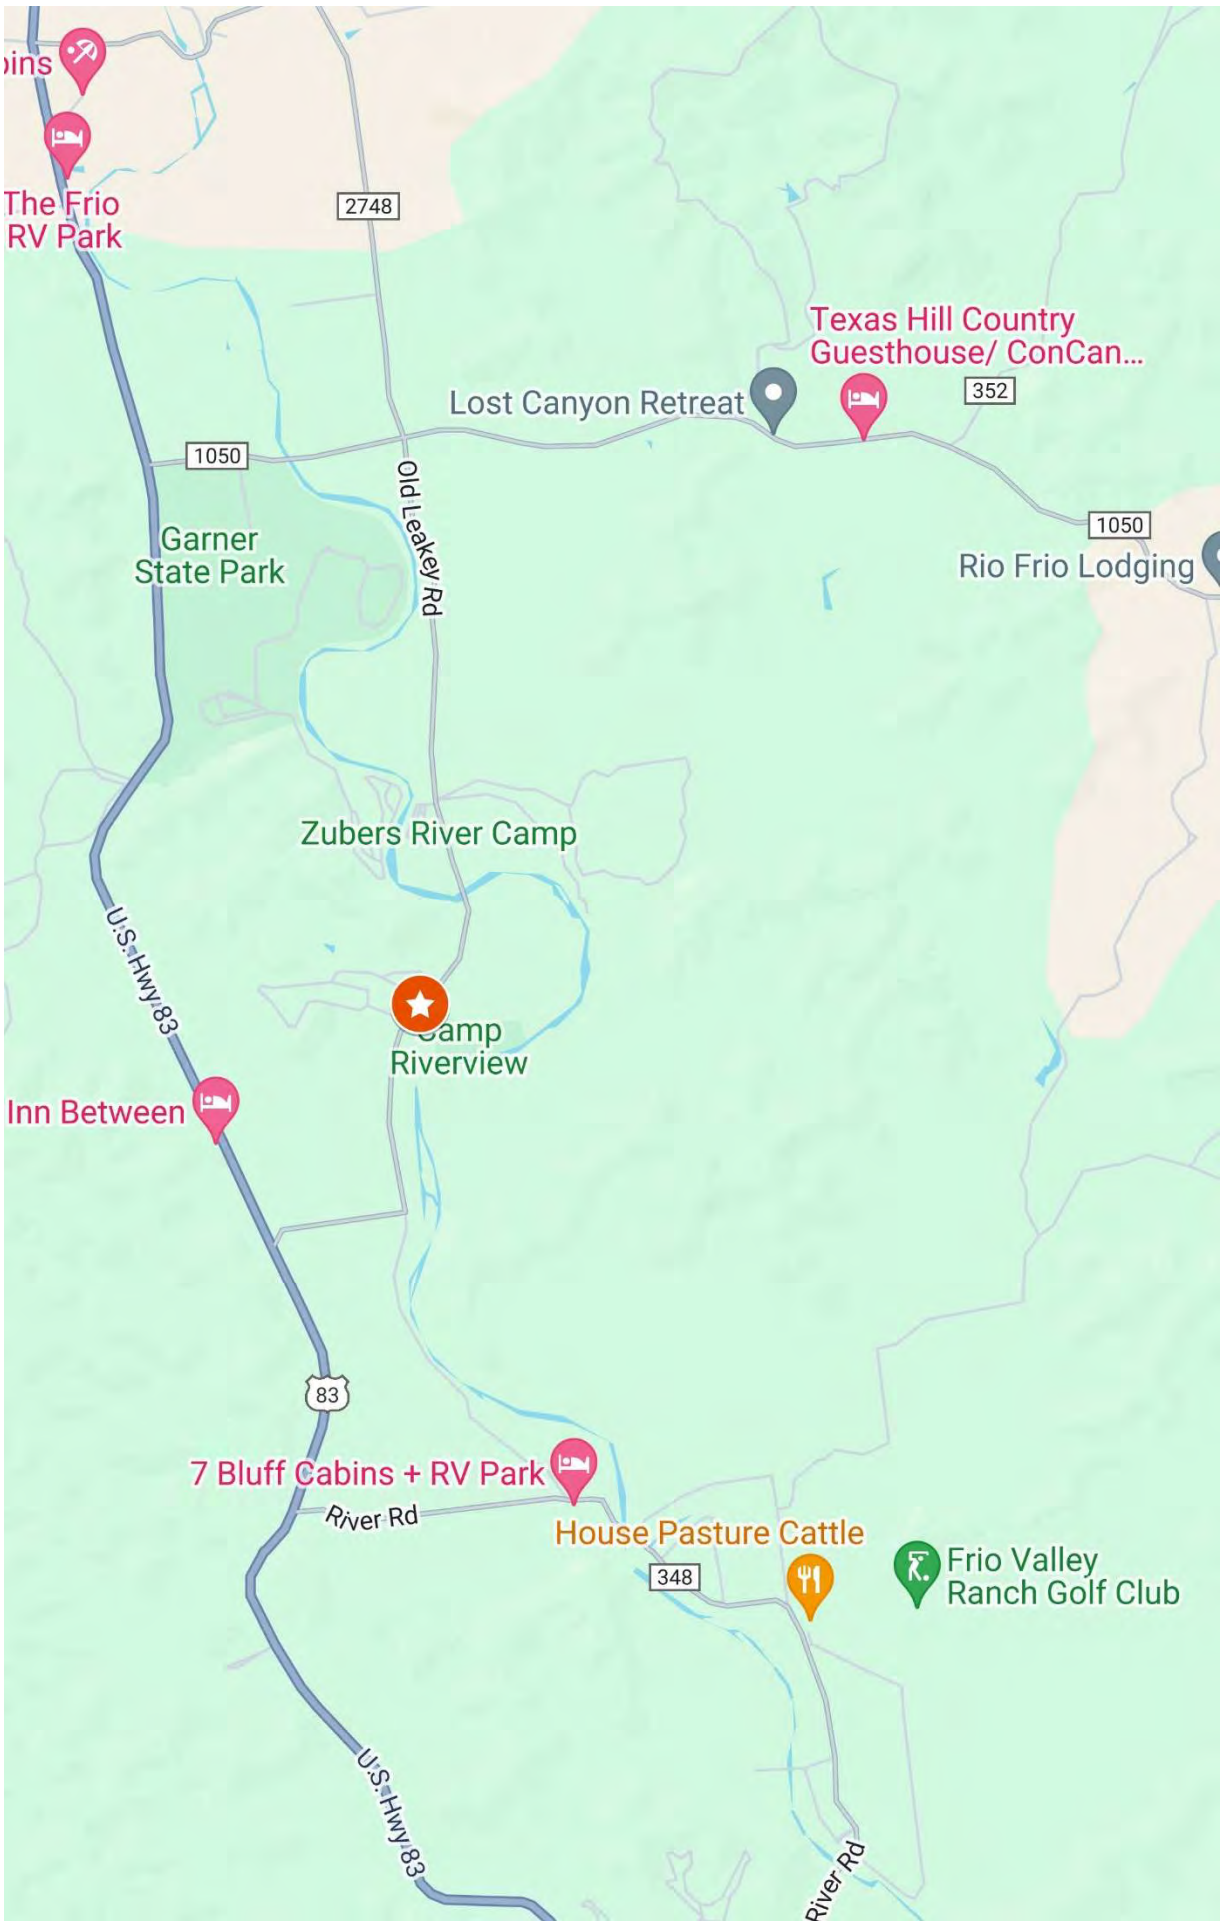 The Frio
RV Park
2748
Texas Hill Country
Guesthouse/ ConCan...
352
Lost Canyon Retreat
1050
Old Leakey Rd
1050
Garner
State Park
Rio Frio Lodging
Zubers River Camp
U.S. Hwy 83
Camp
Riverview
Inn Between
83
7 Bluff Cabins + RV Park
River Rd
House Pasture Cattle
348
Frio Valley
Ranch Golf Club
U.S. Hwy 83
River Rd